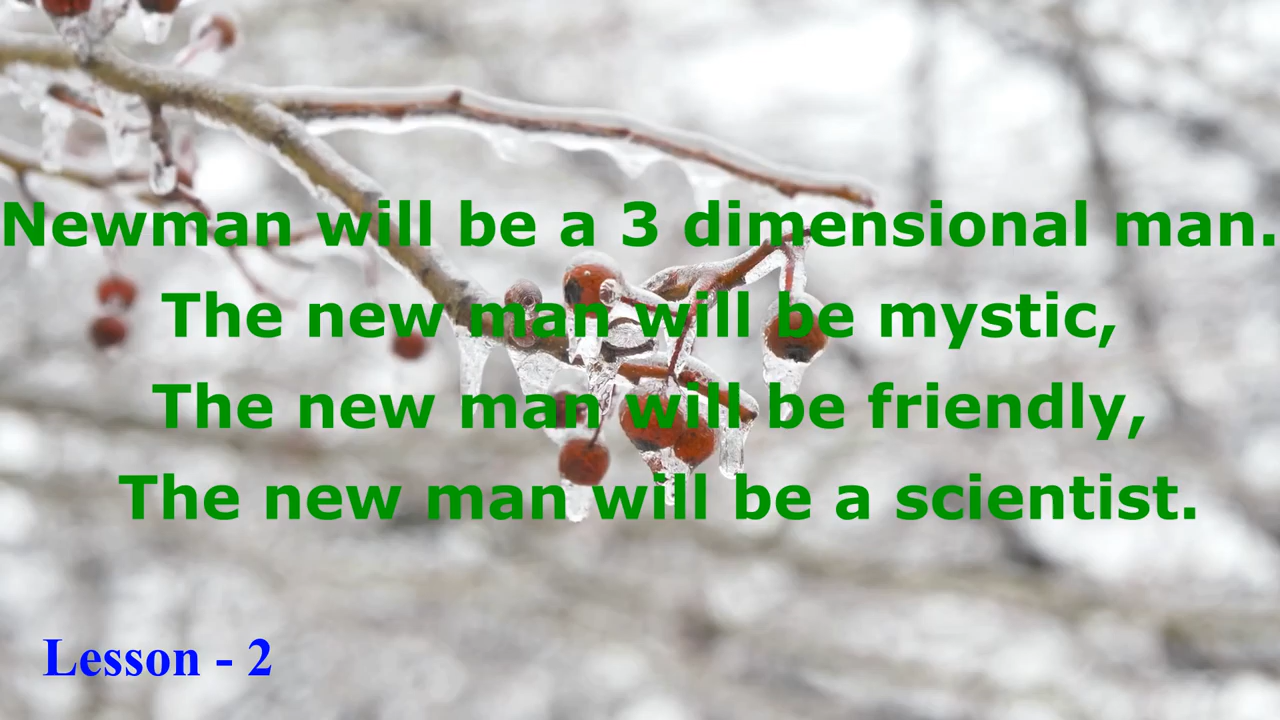 Newman will be a 3 dimensional man.
The new man will be mystic,
The new man will be friendly,
The new man will be a scientist.
Lesson - 2